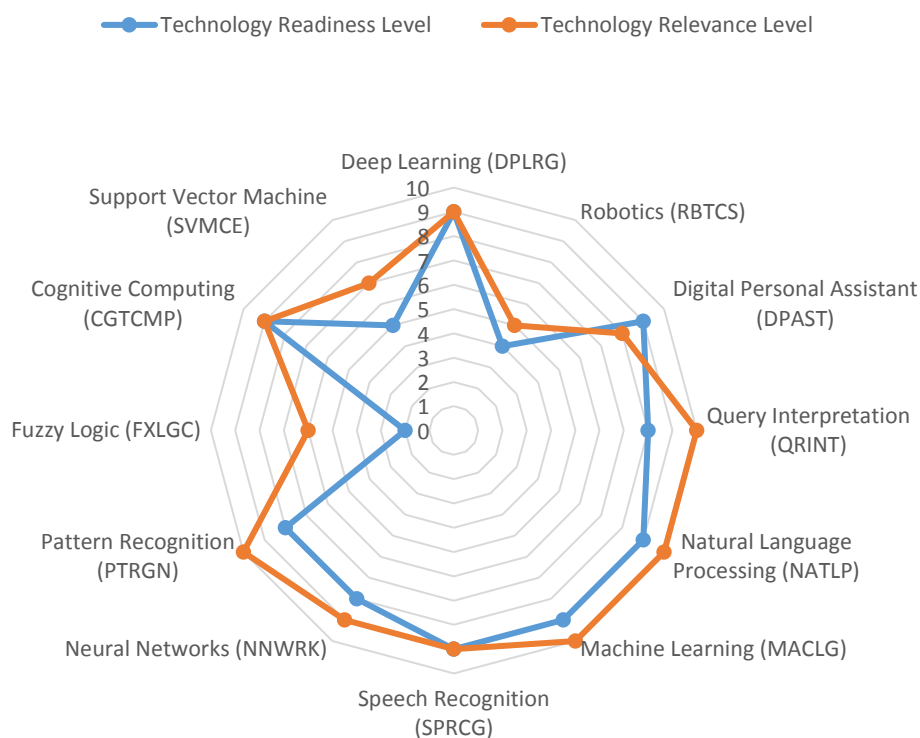 Technology Readiness Level
Technology Relevance Level
Deep Learning (DPLRG)
Robotics (RBTCS)
Digital Personal Assistant
(DPAST)
Query Interpretation
(QRINT)
Natural Language
Processing (NATLP)
Machine Learning (MACLG)
Speech Recognition
(SPRCG)
Neural Networks (NNWRK)
Pattern Recognition
(PTRGN)
Fuzzy Logic (FXLGC)
Cognitive Computing
(CGTCMP)
Support Vector Machine
(SVMCE)
10
9
8
7
6
5
4
3
2
1
0